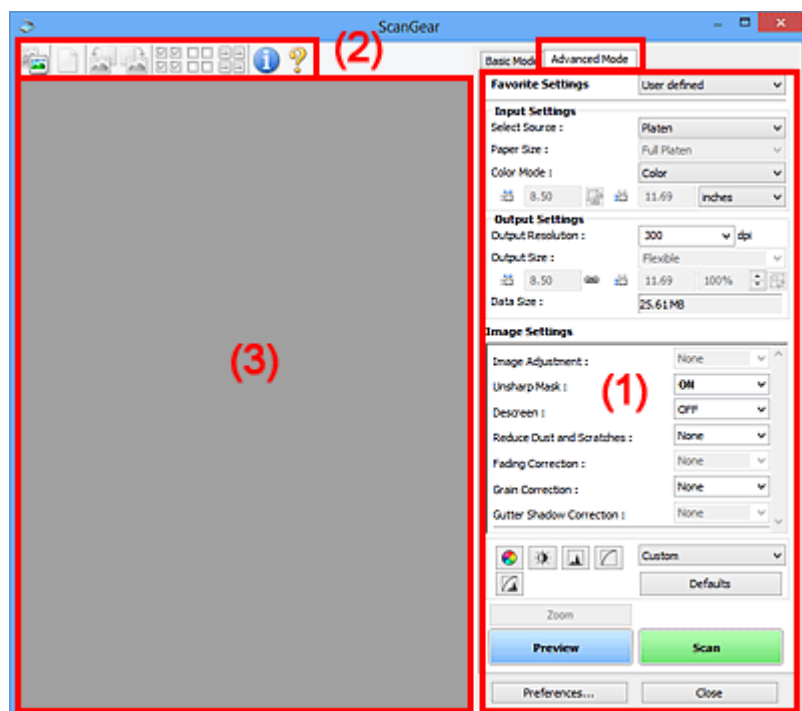 ScanGear
(2)
Basic Mode Advanced Mode
Favorite Settings User defined
Input Settings
Select Source : Platen
Paper Size : Full Platen
Color Mode : Color
8.50 11.69 inches
Output Settings
Output Resolution : 300 dpi
Output Size : Flexible
8.50 11.69 100%
Data Size : 25.61MB
Image Settings
(3)
Image Adjustment : None
(1)
Unsharp Mask : ON
Descreen : OFF
Reduce Dust and Scratches : None
Fading Correction : None
Grain Correction : None
Gutter Shadow Correction : None
Custom
Defaults
Zoom
Preview Scan
Preferences... Close